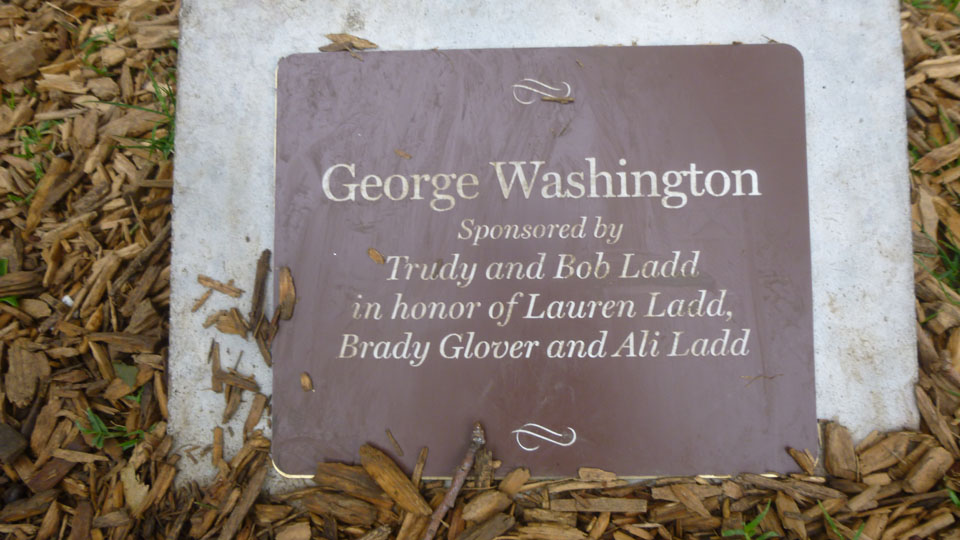 George Washington
Sponsored by
Trudy and Bob Ladd
in honor of Lauren Ladd,
Brady Glover and Ali Ladd